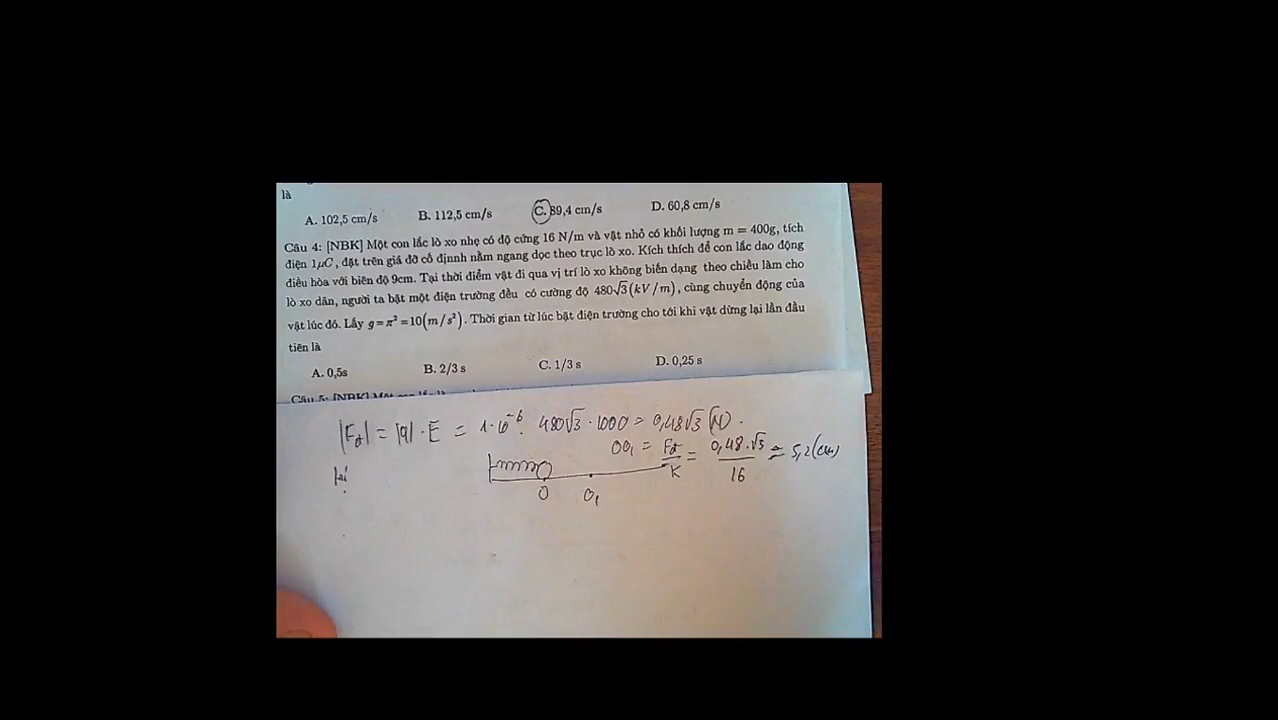 là
A. 102,5 cm/s B. 112,5 cm/s C. 89,4 cm/s D. 60,8 cm/s
Câu 4: [NBK] Một con lắc lò xo nhẹ có độ cứng 16 N/m và vật nhỏ có khối lượng m = 400g, tích
điện 1μC, đặt trên giá đỡ cố địnnh nằm ngang dọc theo trục lò xo. Kích thích để con lắc dao động
điều hòa với biên độ 9cm. Tại thời điểm vật đi qua vị trí lò xo không biến dạng theo chiều làm cho
lò xo dãn, người ta bật một điện trường đều có cường độ 480√3(kV/m), cùng chuyển động của
vật lúc đó. Lấy g = π² = 10(m/s²). Thời gian từ lúc bật điện trường cho tới khi vật dừng lại lần đầu
tiên là
A. 0,5s B. 2/3 s C. 1/3 s D. 0,25 s
Câu 5: [NBK] Một
|Fđ| = |q|.E = 1.10⁻⁶. 480√3.1000 = 0,48√3 (N).
OO₁ = Fđ/K = 0,48.√3/16 ≈ 5,2(cm)
O O₁